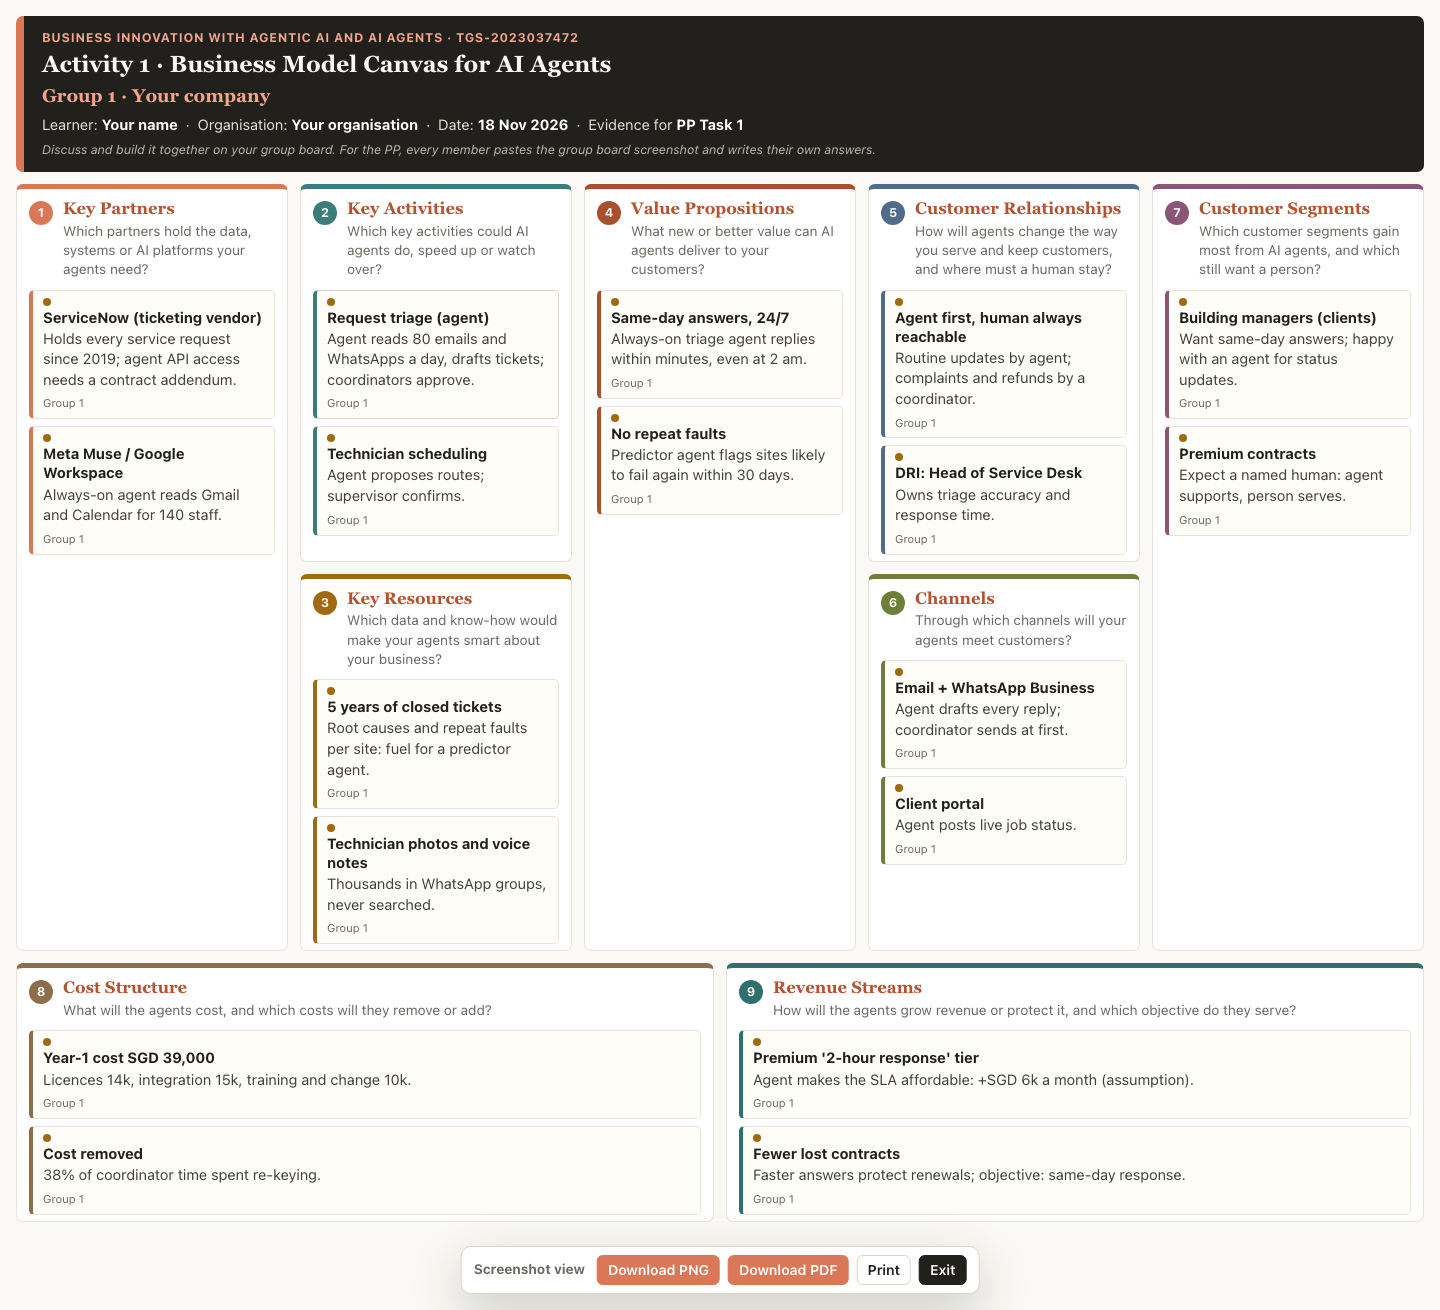 BUSINESS INNOVATION WITH AGENTIC AI AND AI AGENTS · TGS-2023037472
Activity 1 · Business Model Canvas for AI Agents
Group 1 · Your company
Learner: Your name · Organisation: Your organisation · Date: 18 Nov 2026 · Evidence for PP Task 1
Discuss and build it together on your group board. For the PP, every member pastes the group board screenshot and writes their own answers.
1
Key Partners
Which partners hold the data,
systems or AI platforms your
agents need?
ServiceNow (ticketing vendor)
Holds every service request
since 2019; agent API access
needs a contract addendum.
Group 1
Meta Muse / Google
Workspace
Always-on agent reads Gmail
and Calendar for 140 staff.
Group 1
2
Key Activities
Which key activities could AI
agents do, speed up or watch
over?
Request triage (agent)
Agent reads 80 emails and
WhatsApps a day, drafts tickets;
coordinators approve.
Group 1
Technician scheduling
Agent proposes routes;
supervisor confirms.
Group 1
3
Key Resources
Which data and know-how would
make your agents smart about
your business?
5 years of closed tickets
Root causes and repeat faults
per site: fuel for a predictor
agent.
Group 1
Technician photos and voice
notes
Thousands in WhatsApp groups,
never searched.
Group 1
4
Value Propositions
What new or better value can AI
agents deliver to your
customers?
Same-day answers, 24/7
Always-on triage agent replies
within minutes, even at 2 am.
Group 1
No repeat faults
Predictor agent flags sites likely
to fail again within 30 days.
Group 1
5
Customer Relationships
How will agents change the way
you serve and keep customers,
and where must a human stay?
Agent first, human always
reachable
Routine updates by agent;
complaints and refunds by a
coordinator.
Group 1
DRI: Head of Service Desk
Owns triage accuracy and
response time.
Group 1
6
Channels
Through which channels will your
agents meet customers?
Email + WhatsApp Business
Agent drafts every reply;
coordinator sends at first.
Group 1
Client portal
Agent posts live job status.
Group 1
7
Customer Segments
Which customer segments gain
most from AI agents, and which
still want a person?
Building managers (clients)
Want same-day answers; happy
with an agent for status
updates.
Group 1
Premium contracts
Expect a named human: agent
supports, person serves.
Group 1
8
Cost Structure
What will the agents cost, and which costs will they remove or add?
Year-1 cost SGD 39,000
Licences 14k, integration 15k, training and change 10k.
Group 1
Cost removed
38% of coordinator time spent re-keying.
Group 1
9
Revenue Streams
How will the agents grow revenue or protect it, and which objective do they serve?
Premium '2-hour response' tier
Agent makes the SLA affordable: +SGD 6k a month (assumption).
Group 1
Fewer lost contracts
Faster answers protect renewals; objective: same-day response.
Group 1
Screenshot view
Download PNG
Download PDF
Print
Exit